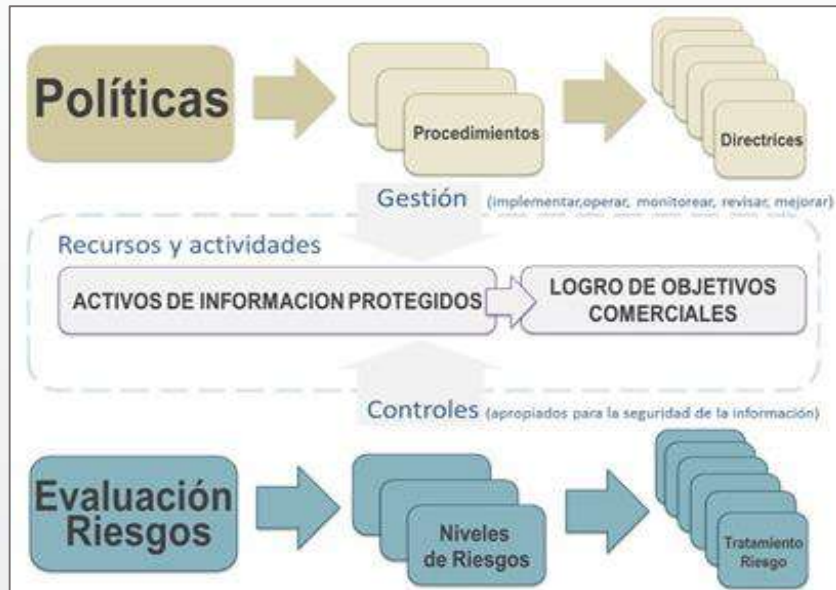 Políticas
Procedimientos
Directrices
Gestión (implementar,operar, monitorear, revisar, mejorar)
Recursos y actividades
ACTIVOS DE INFORMACION PROTEGIDOS
LOGRO DE OBJETIVOS
COMERCIALES
Controles (apropiados para la seguridad de la información)
Evaluación
Riesgos
Niveles
de Riesgos
Tratamiento
Riesgo